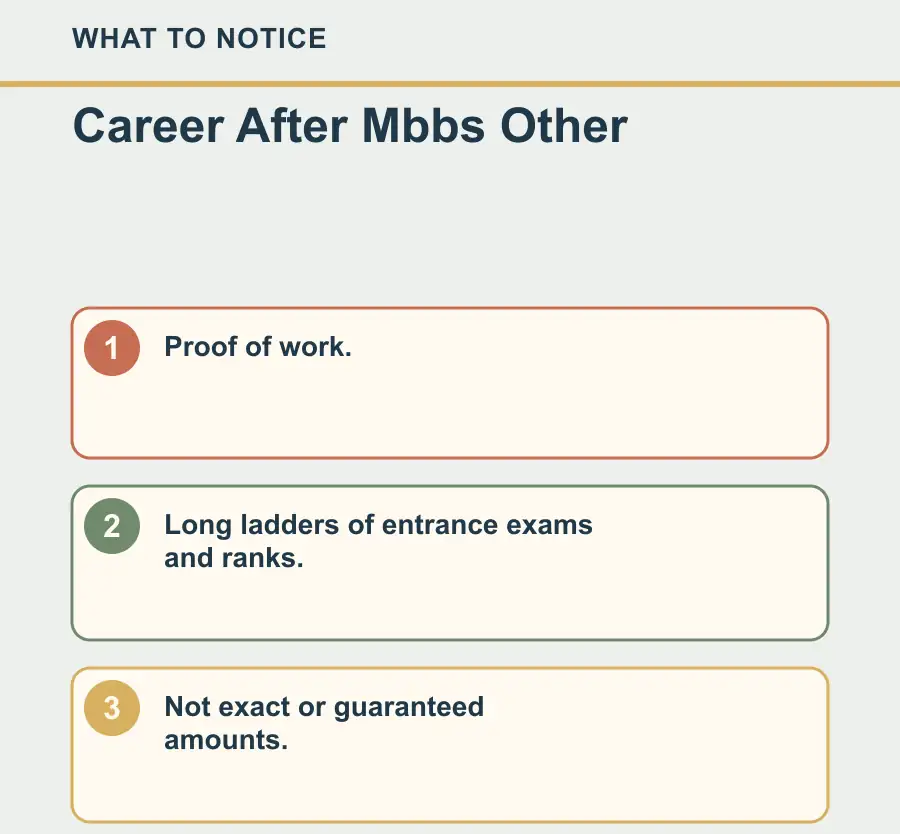 WHAT TO NOTICE
Career After Mbbs Other
1
Proof of work.
2
Long ladders of entrance exams
and ranks.
3
Not exact or guaranteed
amounts.